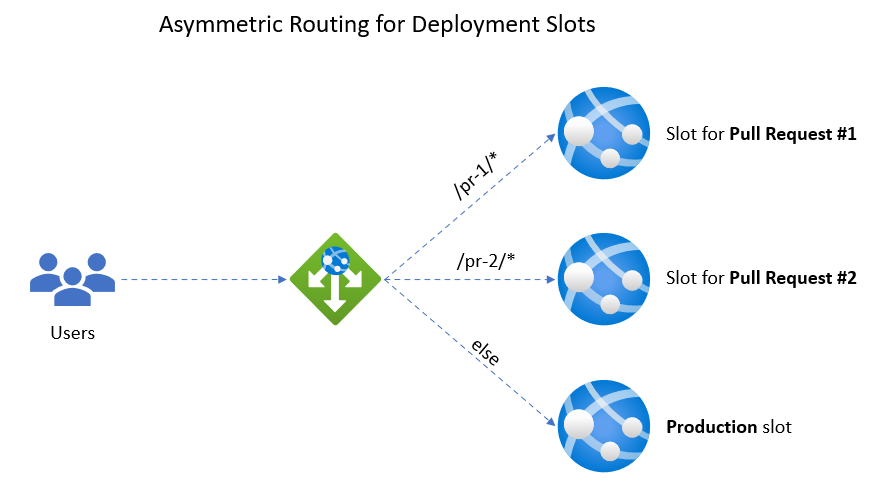 Asymmetric Routing for Deployment Slots
/pr-1/*
Slot for Pull Request #1
/pr-2/*
Slot for Pull Request #2
Users
else
Production slot